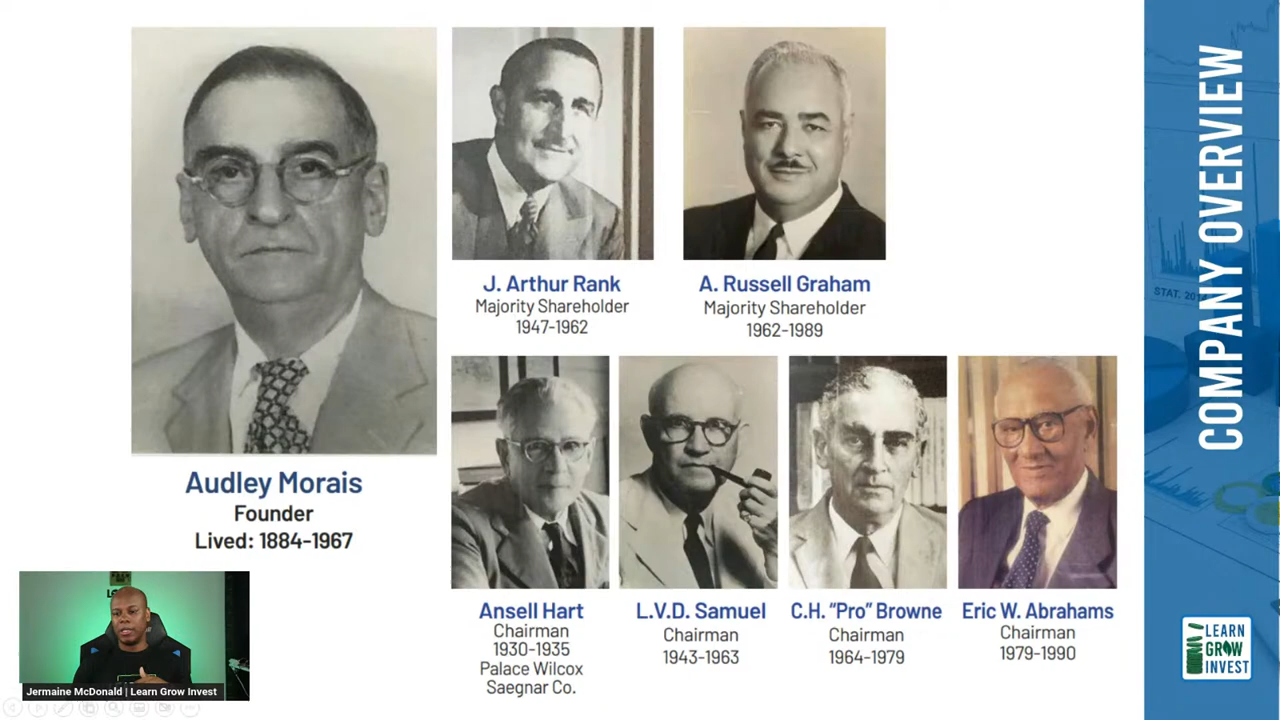 Audley Morais
Founder
Lived: 1884-1967
J. Arthur Rank
Majority Shareholder
1947-1962
A. Russell Graham
Majority Shareholder
1962-1989
Ansell Hart
Chairman
1930-1935
Palace Wilcox
Saegnar Co.
L.V.D. Samuel
Chairman
1943-1963
C.H. “Pro” Browne
Chairman
1964-1979
Eric W. Abrahams
Chairman
1979-1990
COMPANY OVERVIEW
LEARN
GROW
INVEST
Jermaine McDonald | Learn Grow Invest